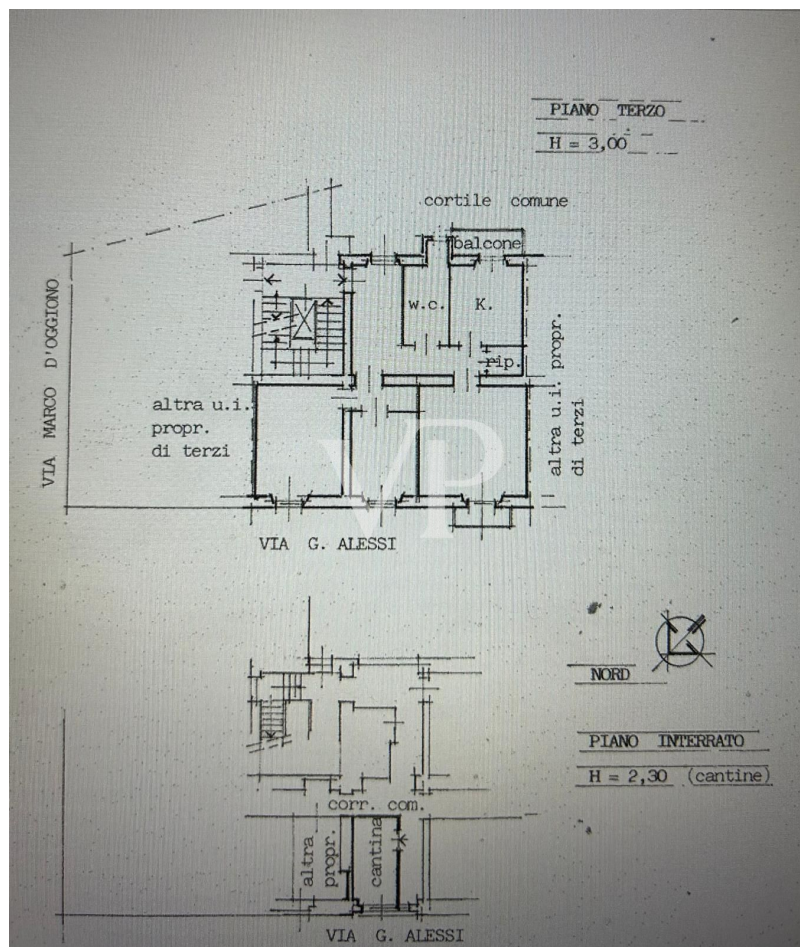 PIANO TERZO
H = 3,00
cortile comune
balcone
w.c.
K.
rip.
VIA MARCO D'OGGIONO
altra u.i.
propr.
di terzi
altra u.i. propr.
di terzi
VP
VIA G. ALESSI
NORD
PIANO INTERRATO
H = 2,30 (cantine)
corr. com.
altra
propr.
cantina
VIA G. ALESSI